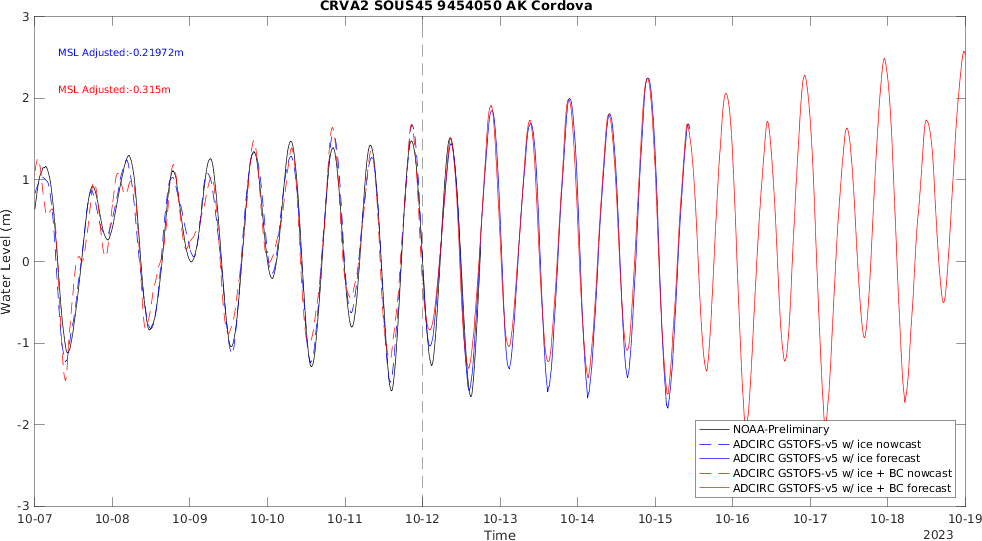 CRVA2 SOUS45 9454050 AK Cordova
3
MSL Adjusted:-0.21972m
MSL Adjusted:-0.315m
2
1
0
-1
-2
-3
Water Level (m)
NOAA-Preliminary
ADCIRC GSTOFS-v5 w/ ice nowcast
ADCIRC GSTOFS-v5 w/ ice forecast
ADCIRC GSTOFS-v5 w/ ice + BC nowcast
ADCIRC GSTOFS-v5 w/ ice + BC forecast
10-07 10-08 10-09 10-10 10-11 10-12 10-13 10-14 10-15 10-16 10-17 10-18 10-19
Time
2023